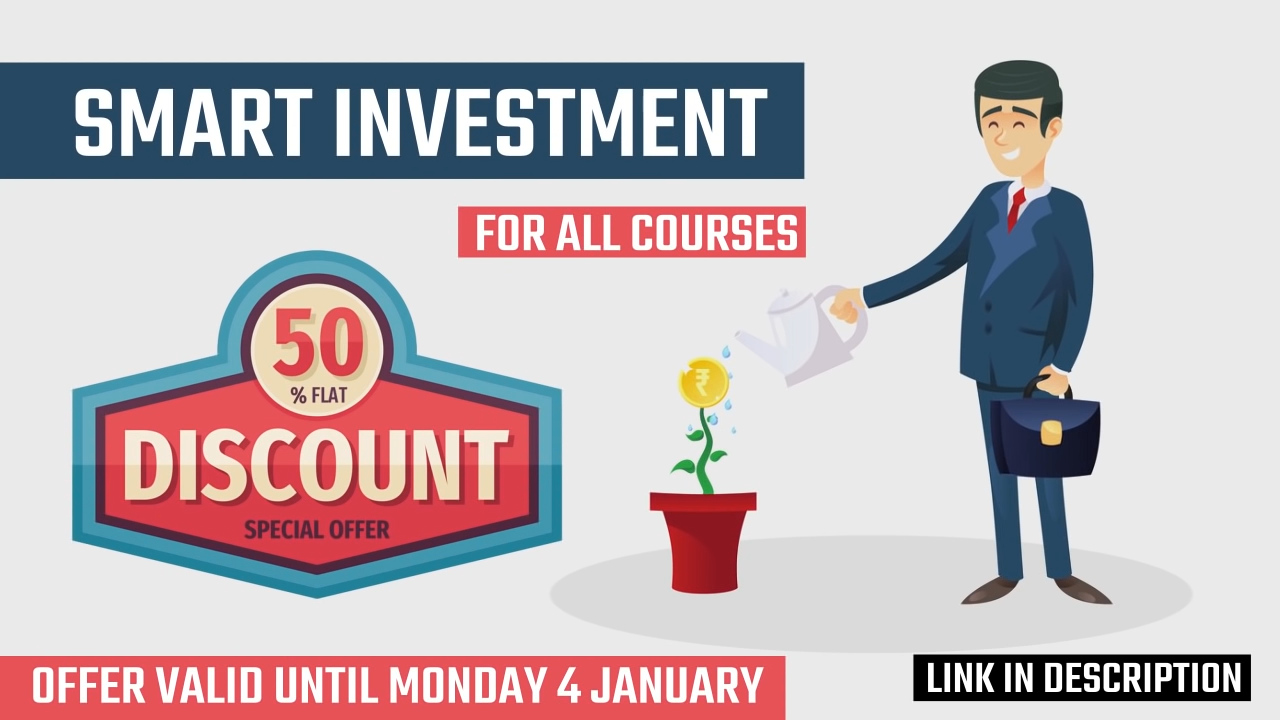 SMART INVESTMENT
FOR ALL COURSES
50
% FLAT
DISCOUNT
SPECIAL OFFER
₹
OFFER VALID UNTIL MONDAY 4 JANUARY
LINK IN DESCRIPTION